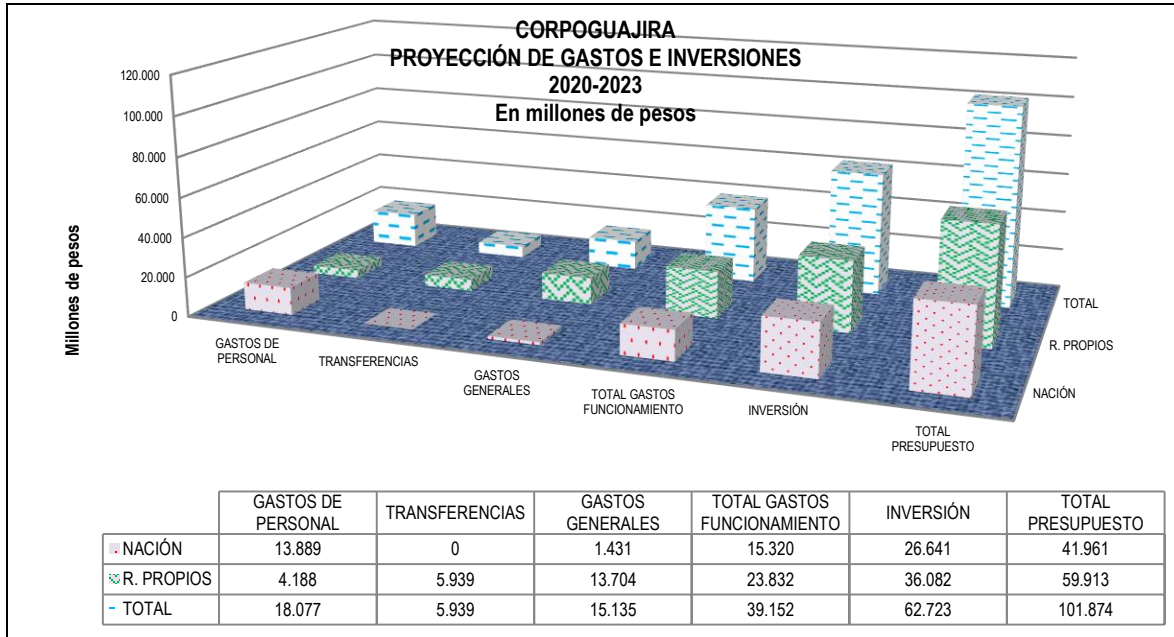 CORPOGUAJIRA
PROYECCIÓN DE GASTOS E INVERSIONES
2020-2023
En millones de pesos
Millones de pesos
120.000
100.000
80.000
60.000
40.000
20.000
0
GASTOS DE
PERSONAL
TRANSFERENCIAS
GASTOS
GENERALES
TOTAL GASTOS
FUNCIONAMIENTO
INVERSIÓN
TOTAL
PRESUPUESTO
TOTAL
R. PROPIOS
NACIÓN
GASTOS DE PERSONAL TRANSFERENCIAS GASTOS GENERALES TOTAL GASTOS FUNCIONAMIENTO INVERSIÓN TOTAL PRESUPUESTO
NACIÓN 13.889 0 1.431 15.320 26.641 41.961
R. PROPIOS 4.188 5.939 13.704 23.832 36.082 59.913
TOTAL 18.077 5.939 15.135 39.152 62.723 101.874